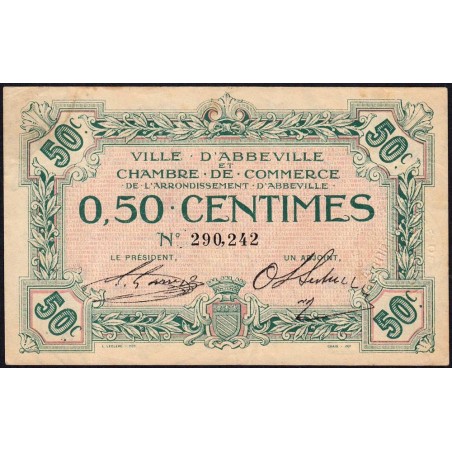 50c
50c
VILLE · D'ABBEVILLE
ET
CHAMBRE · DE · COMMERCE
DE · L'ARRONDISSEMENT · D'ABBEVILLE ·
0,50 · CENTIMES
N° 290,242
LE PRÉSIDENT, UN ADJOINT,
50c
50c